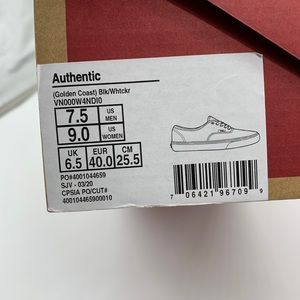 Authentic
(Golden Coast) Blk/Whtckr
VN000W4NDI0
7.5 US MEN
9.0 US WOMEN
UK EUR CM
6.5 40.0 25.5
PO#4001044659
SJV - 03/20
CPSIA PO/CUT#
400104465900010
7 06421 96709 9